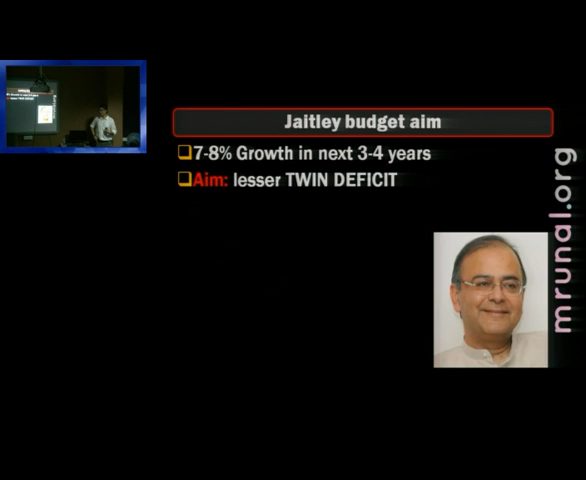 Jaitley budget aim
7-8% Growth in next 3-4 years
Aim: lesser TWIN DEFICIT
mrunal.org